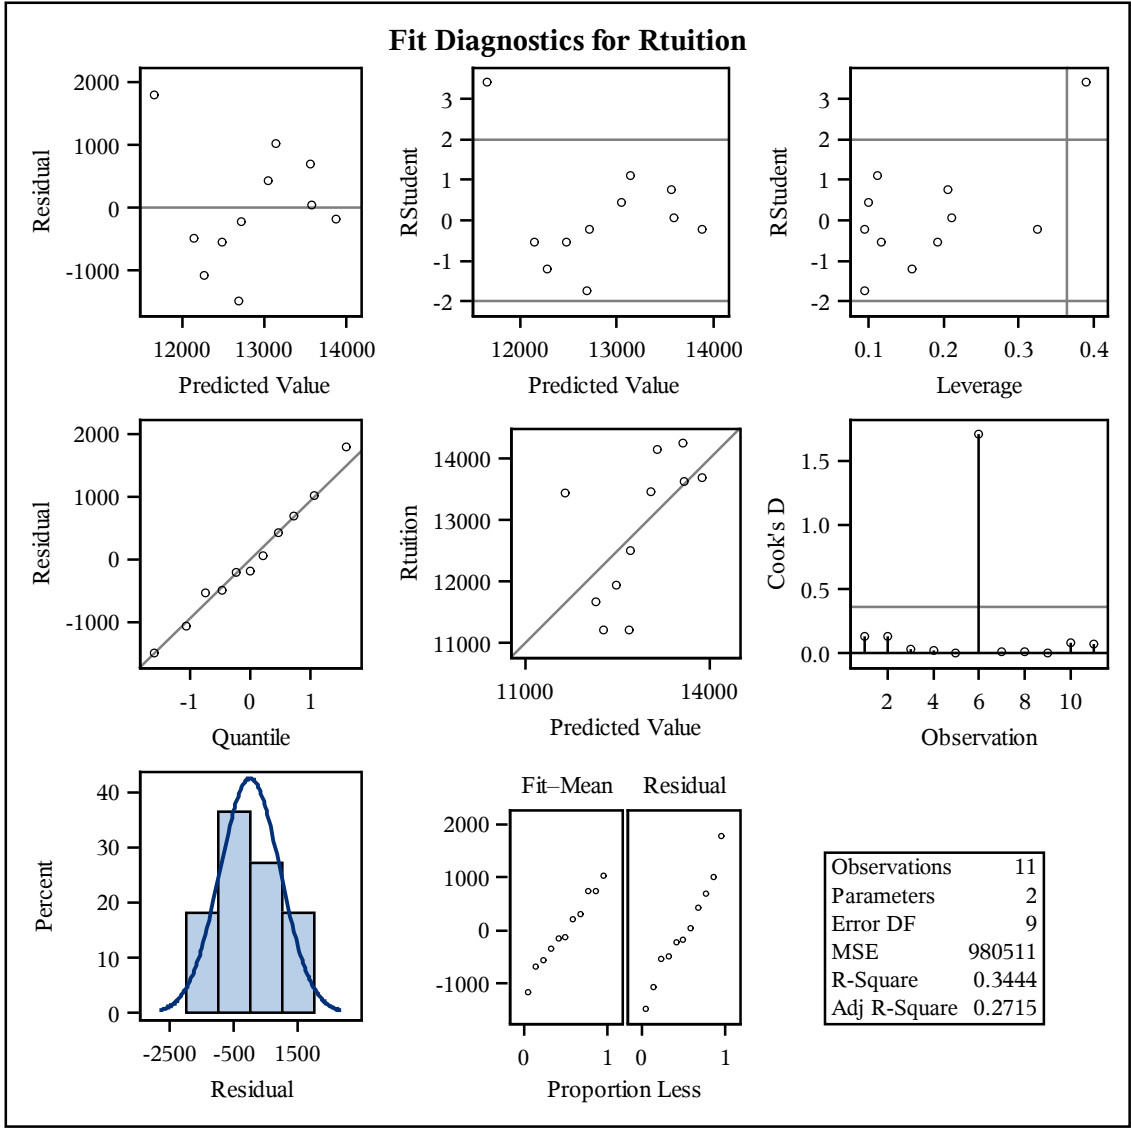 Fit Diagnostics for Rtuition
2000
1000
0
-1000
Residual
12000 13000 14000
Predicted Value
3
2
1
0
-1
-2
RStudent
12000 13000 14000
Predicted Value
3
2
1
0
-1
-2
RStudent
0.1 0.2 0.3 0.4
Leverage
2000
1000
0
-1000
Residual
-1 0 1
Quantile
14000
13000
12000
11000
Rtuition
11000 14000
Predicted Value
1.5
1.0
0.5
0.0
Cook's D
2 4 6 8 10
Observation
40
30
20
10
0
Percent
-2500 -500 1500
Residual
Fit–Mean Residual
2000
1000
0
-1000
0 1 0 1
Proportion Less
Observations 11
Parameters 2
Error DF 9
MSE 980511
R-Square 0.3444
Adj R-Square 0.2715